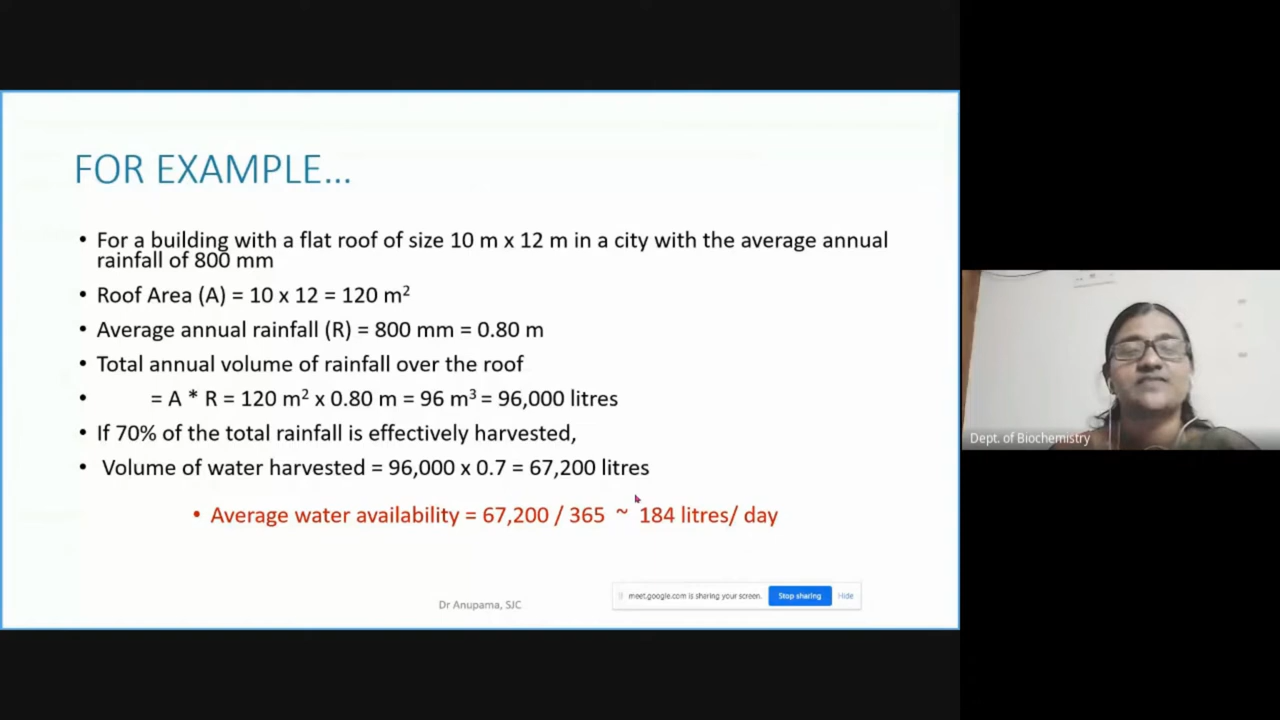 FOR EXAMPLE...
• For a building with a flat roof of size 10 m x 12 m in a city with the average annual
rainfall of 800 mm
• Roof Area (A) = 10 x 12 = 120 m²
• Average annual rainfall (R) = 800 mm = 0.80 m
• Total annual volume of rainfall over the roof
• = A * R = 120 m² x 0.80 m = 96 m³ = 96,000 litres
• If 70% of the total rainfall is effectively harvested,
• Volume of water harvested = 96,000 x 0.7 = 67,200 litres
• Average water availability = 67,200 / 365 ~ 184 litres/ day
Dr Anupama, SJC
meet.google.com is sharing your screen.
Stop sharing
Hide
Dept. of Biochemistry